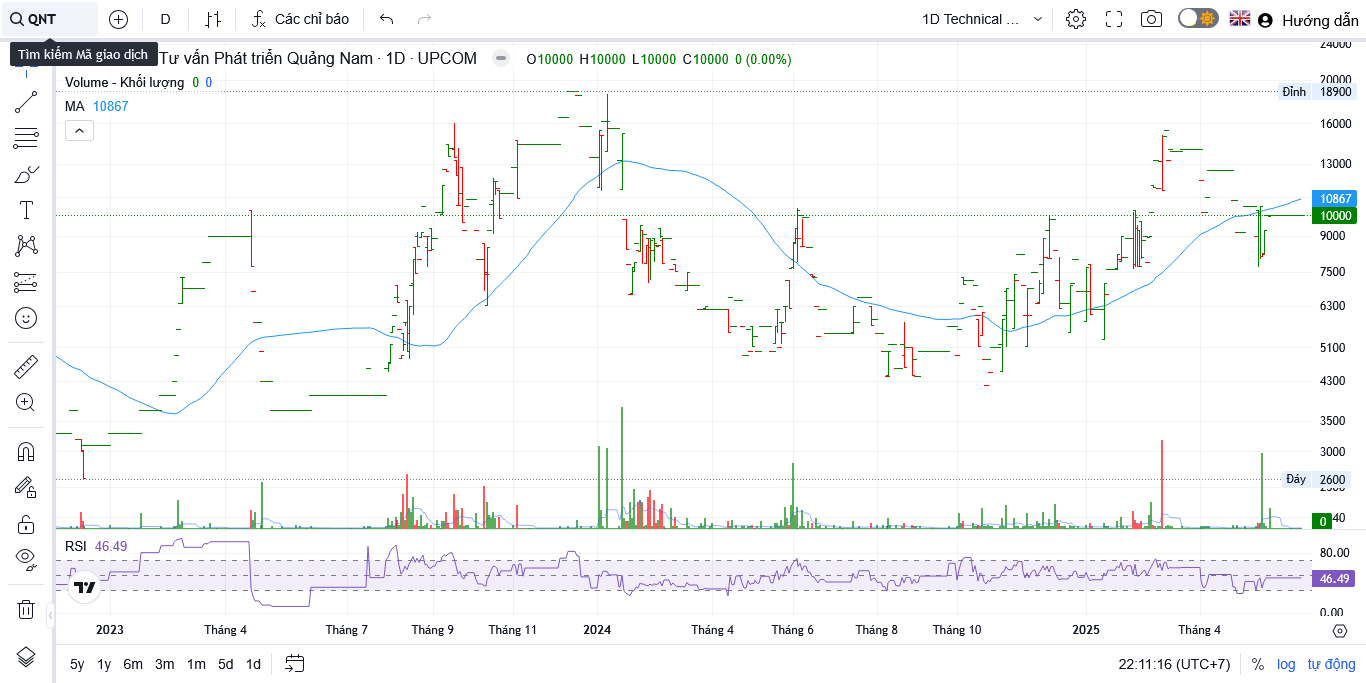 QNT
D
Các chỉ báo
1D Technical ...
Hướng dẫn
Tìm kiếm Mã giao dịch
Tư vấn Phát triển Quảng Nam · 1D · UPCOM
O10000 H10000 L10000 C10000 0 (0.00%)
Volume - Khối lượng 0 0
MA 10867
24000
20000
Đỉnh 18900
16000
13000
10867
10000
9000
7500
6300
5100
4300
3500
3000
Đáy 2600
0
RSI 46.49
80.00
46.49
0.00
2023 Tháng 4 Tháng 7 Tháng 9 Tháng 11 2024 Tháng 4 Tháng 6 Tháng 8 Tháng 10 2025 Tháng 4
5y 1y 6m 3m 1m 5d 1d
22:11:16 (UTC+7) % log tự động